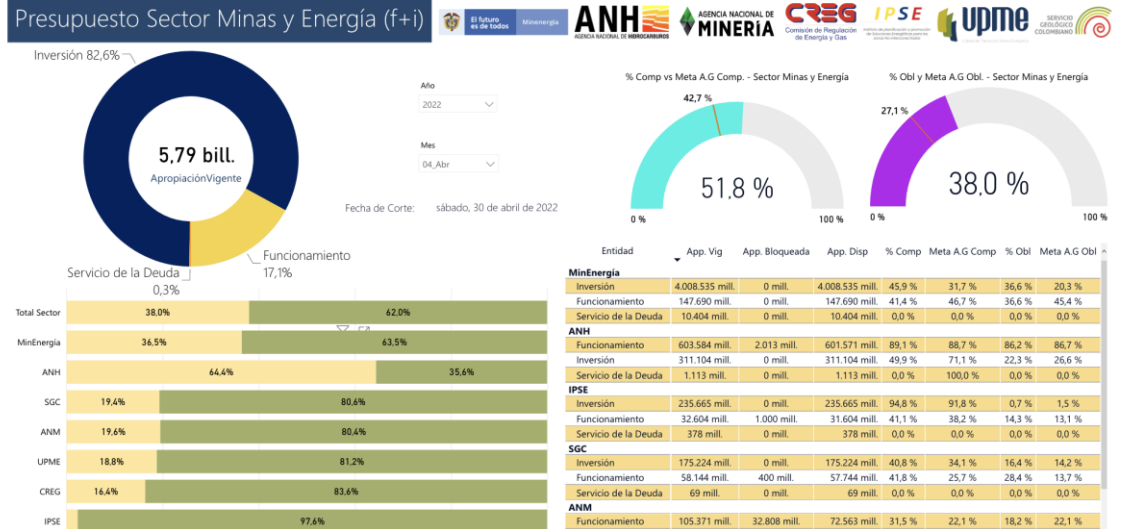 Presupuesto Sector Minas y Energía (f+i)
El futuro es de todos
Minenergía
ANH
AGENCIA NACIONAL DE HIDROCARBUROS
AGENCIA NACIONAL DE
MINERÍA
CREG
Comisión de Regulación
de Energía y Gas
IPSE
upme
SERVICIO
GEOLÓGICO
COLOMBIANO
Inversión 82,6%
5,79 bill.
ApropiaciónVigente
Funcionamiento
17,1%
Servicio de la Deuda
0,3%
Año
2022
Mes
04_Abr
Fecha de Corte: sábado, 30 de abril de 2022
% Comp vs Meta A.G Comp. - Sector Minas y Energía
42,7 %
51,8 %
0 % 100 %
% Obl y Meta A.G Obl. - Sector Minas y Energía
27,1 %
38,0 %
0 % 100 %
Total Sector 38,0% 62,0%
MinEnergia 36,5% 63,5%
ANH 64,4% 35,6%
SGC 19,4% 80,6%
ANM 19,6% 80,4%
UPME 18,8% 81,2%
CREG 16,4% 83,6%
IPSE 97,6%
Entidad App. Vig App. Bloqueada App. Disp % Comp Meta A.G Comp % Obl Meta A.G Obl
MinEnergía
Inversión 4.008.535 mill. 0 mill. 4.008.535 mill. 45,9 % 31,7 % 36,6 % 20,3 %
Funcionamiento 147.690 mill. 0 mill. 147.690 mill. 41,4 % 46,7 % 36,6 % 45,4 %
Servicio de la Deuda 10.404 mill. 0 mill. 10.404 mill. 0,0 % 0,0 % 0,0 % 0,0 %
ANH
Funcionamiento 603.584 mill. 2.013 mill. 601.571 mill. 89,1 % 88,7 % 86,2 % 86,7 %
Inversión 311.104 mill. 0 mill. 311.104 mill. 49,9 % 71,1 % 22,3 % 26,6 %
Servicio de la Deuda 1.113 mill. 0 mill. 1.113 mill. 0,0 % 100,0 % 0,0 % 0,0 %
IPSE
Inversión 235.665 mill. 0 mill. 235.665 mill. 94,8 % 91,8 % 0,7 % 1,5 %
Funcionamiento 32.604 mill. 1.000 mill. 31.604 mill. 41,1 % 38,2 % 14,3 % 13,1 %
Servicio de la Deuda 378 mill. 0 mill. 378 mill. 0,0 % 0,0 % 0,0 % 0,0 %
SGC
Inversión 175.224 mill. 0 mill. 175.224 mill. 40,8 % 34,1 % 16,4 % 14,2 %
Funcionamiento 58.144 mill. 400 mill. 57.744 mill. 41,8 % 25,7 % 28,4 % 13,7 %
Servicio de la Deuda 69 mill. 0 mill. 69 mill. 0,0 % 0,0 % 0,0 % 0,0 %
ANM
Funcionamiento 105.371 mill. 32.808 mill. 72.563 mill. 31,5 % 22,1 % 18,2 % 22,1 %